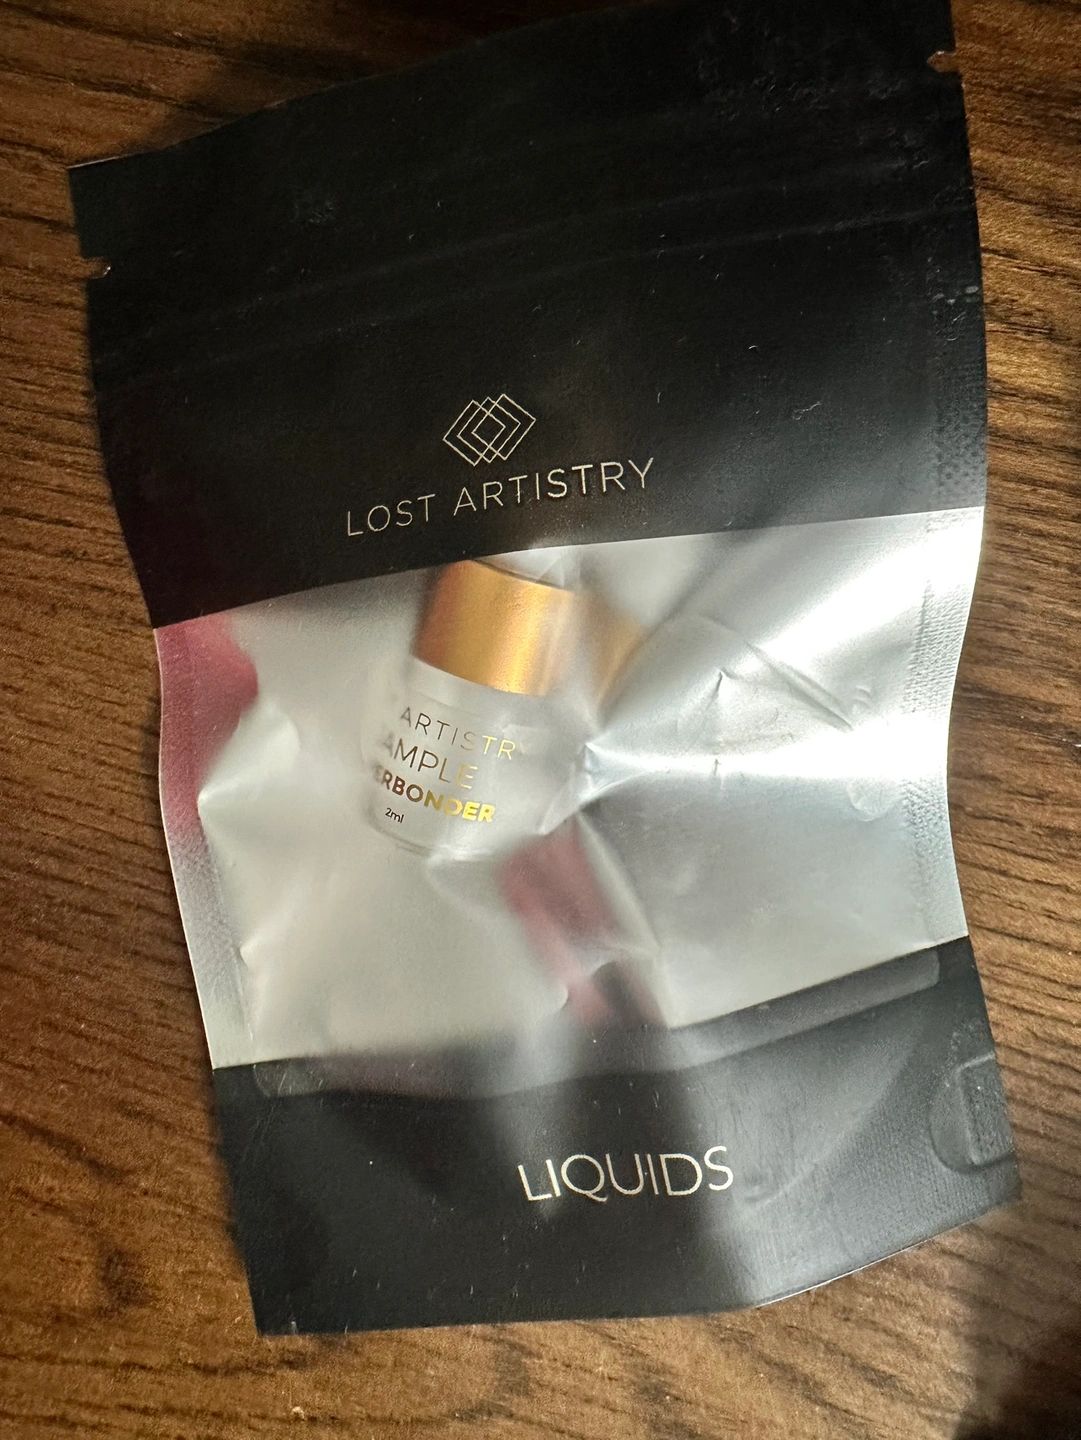 LOST ARTISTRY
ARTISTRY
AMPLE
ERBONDER
2ml
LIQUIDS